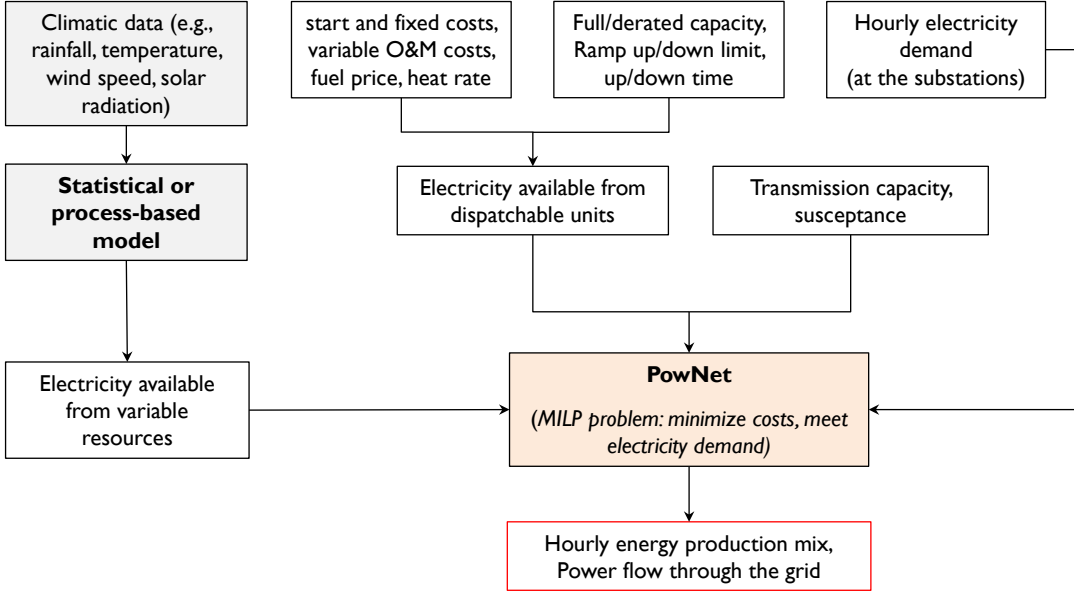 Climatic data (e.g.,
rainfall, temperature,
wind speed, solar
radiation)
start and fixed costs,
variable O&M costs,
fuel price, heat rate
Full/derated capacity,
Ramp up/down limit,
up/down time
Hourly electricity
demand
(at the substations)
Statistical or
process-based
model
Electricity available from
dispatchable units
Transmission capacity,
susceptance
Electricity available
from variable
resources
PowNet
(MILP problem: minimize costs, meet
electricity demand)
Hourly energy production mix,
Power flow through the grid